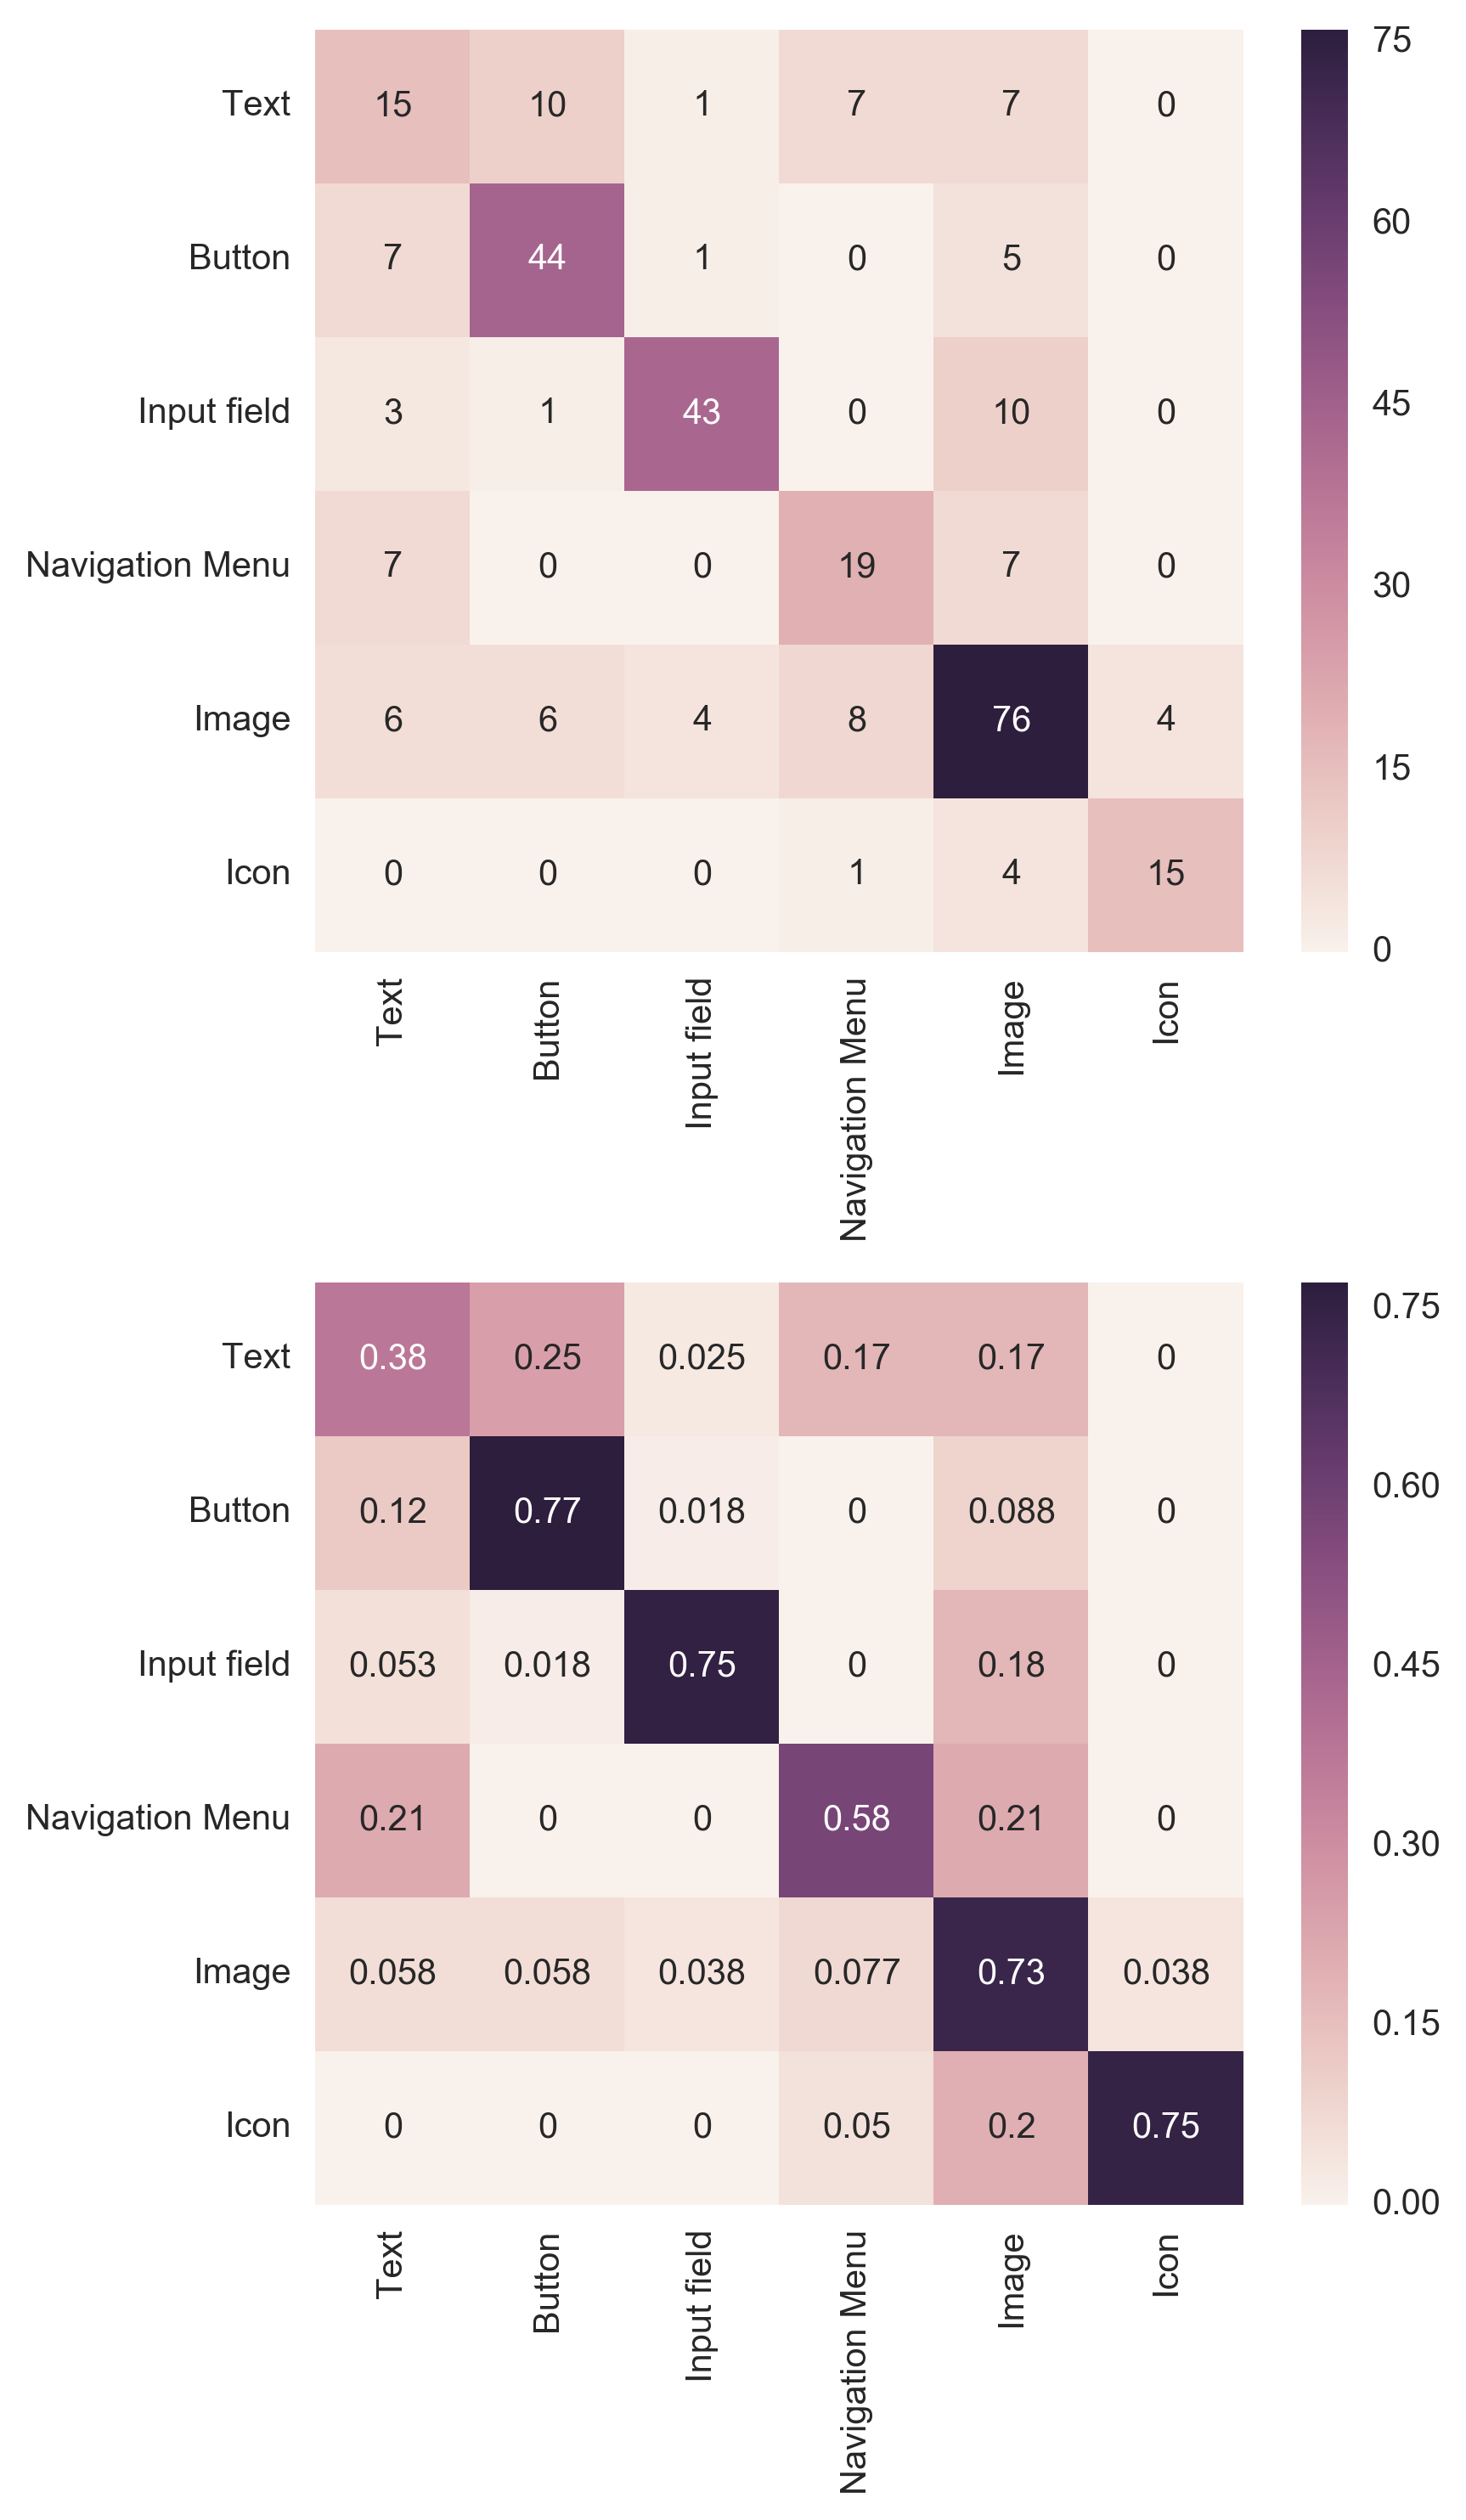 75
Text 15 10 1 7 7 0
60
Button 7 44 1 0 5 0
45
Input field 3 1 43 0 10 0
30
Navigation Menu 7 0 0 19 7 0
Image 6 6 4 8 76 4
15
Icon 0 0 0 1 4 15
0
Text Button Input field Navigation Menu Image Icon
0.75
Text 0.38 0.25 0.025 0.17 0.17 0
0.60
Button 0.12 0.77 0.018 0 0.088 0
0.45
Input field 0.053 0.018 0.75 0 0.18 0
Navigation Menu 0.21 0 0 0.58 0.21 0
0.30
Image 0.058 0.058 0.038 0.077 0.73 0.038
0.15
Icon 0 0 0 0.05 0.2 0.75
0.00
Text Button Input field Navigation Menu Image Icon